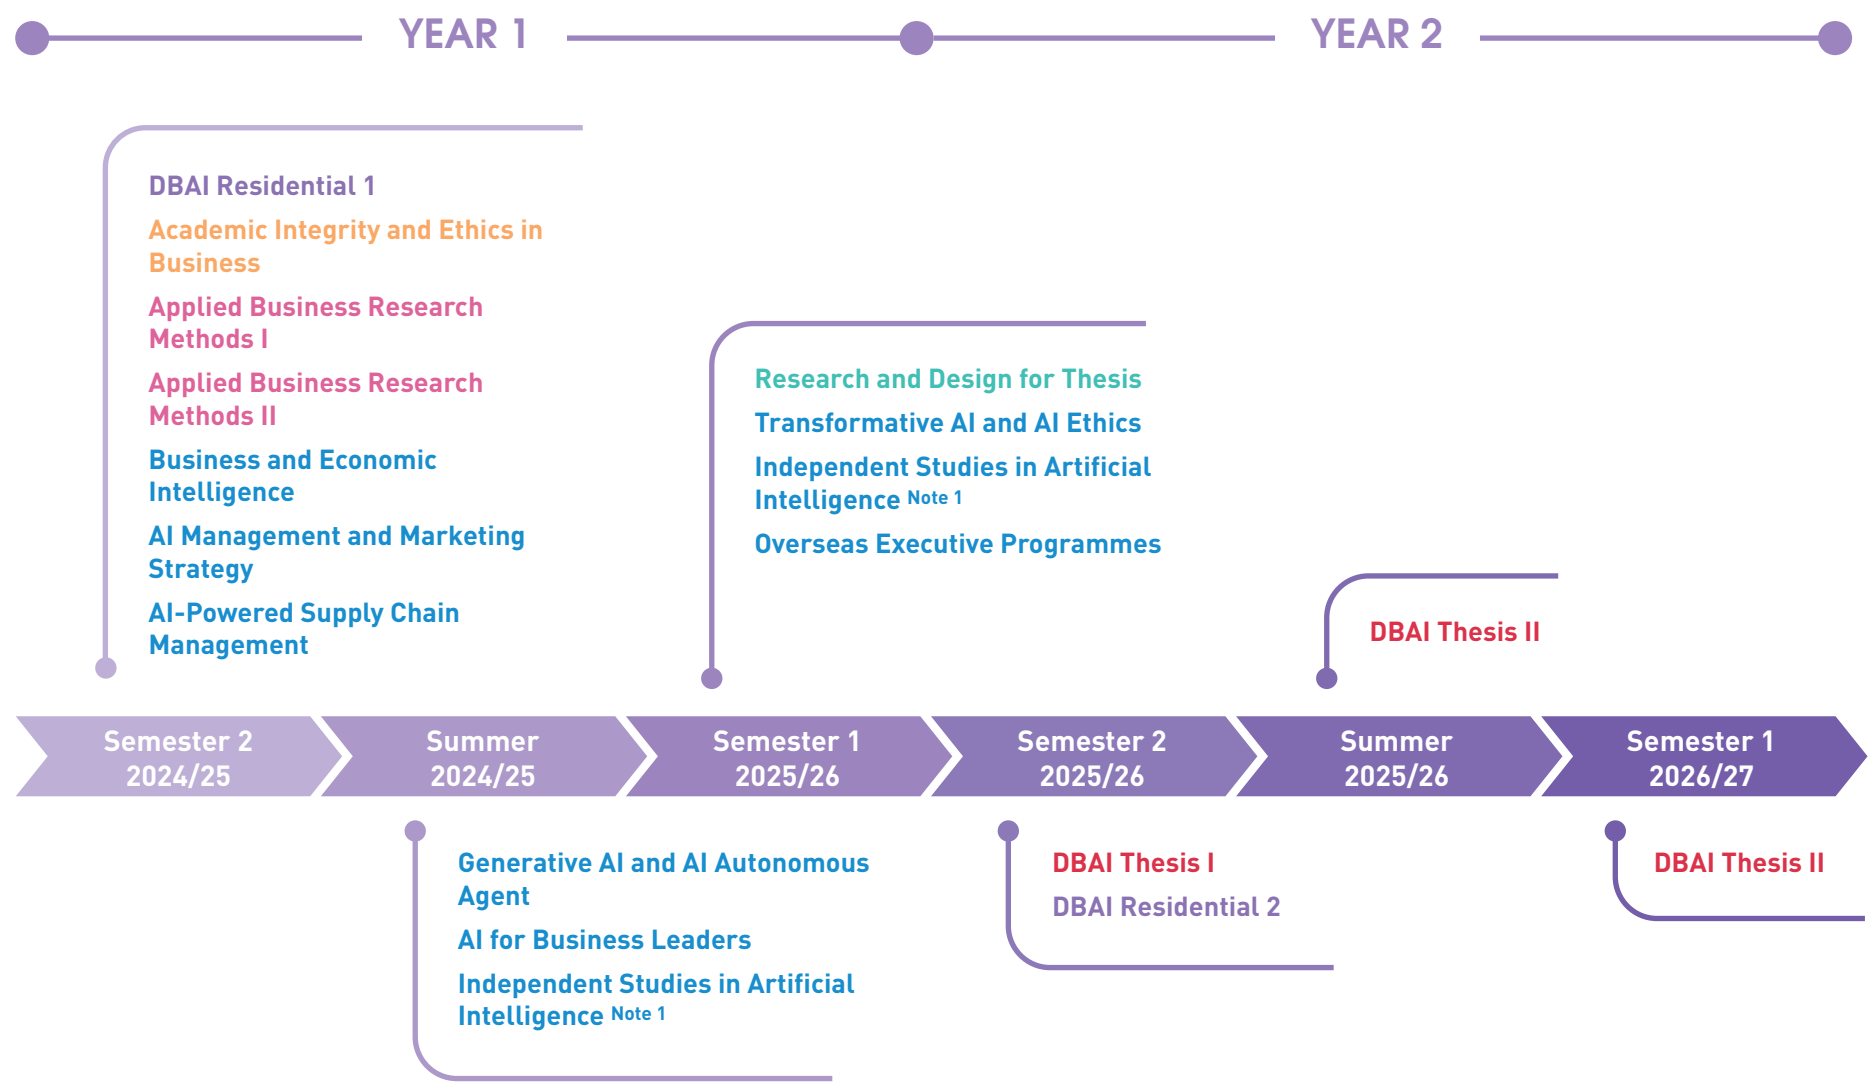 YEAR 1
YEAR 2
DBAI Residential 1
Academic Integrity and Ethics in
Business
Applied Business Research
Methods I
Applied Business Research
Methods II
Business and Economic
Intelligence
AI Management and Marketing
Strategy
AI-Powered Supply Chain
Management
Research and Design for Thesis
Transformative AI and AI Ethics
Independent Studies in Artificial
Intelligence Note 1
Overseas Executive Programmes
DBAI Thesis II
Semester 2
2024/25
Summer
2024/25
Semester 1
2025/26
Semester 2
2025/26
Summer
2025/26
Semester 1
2026/27
Generative AI and AI Autonomous
Agent
AI for Business Leaders
Independent Studies in Artificial
Intelligence Note 1
DBAI Thesis I
DBAI Residential 2
DBAI Thesis II